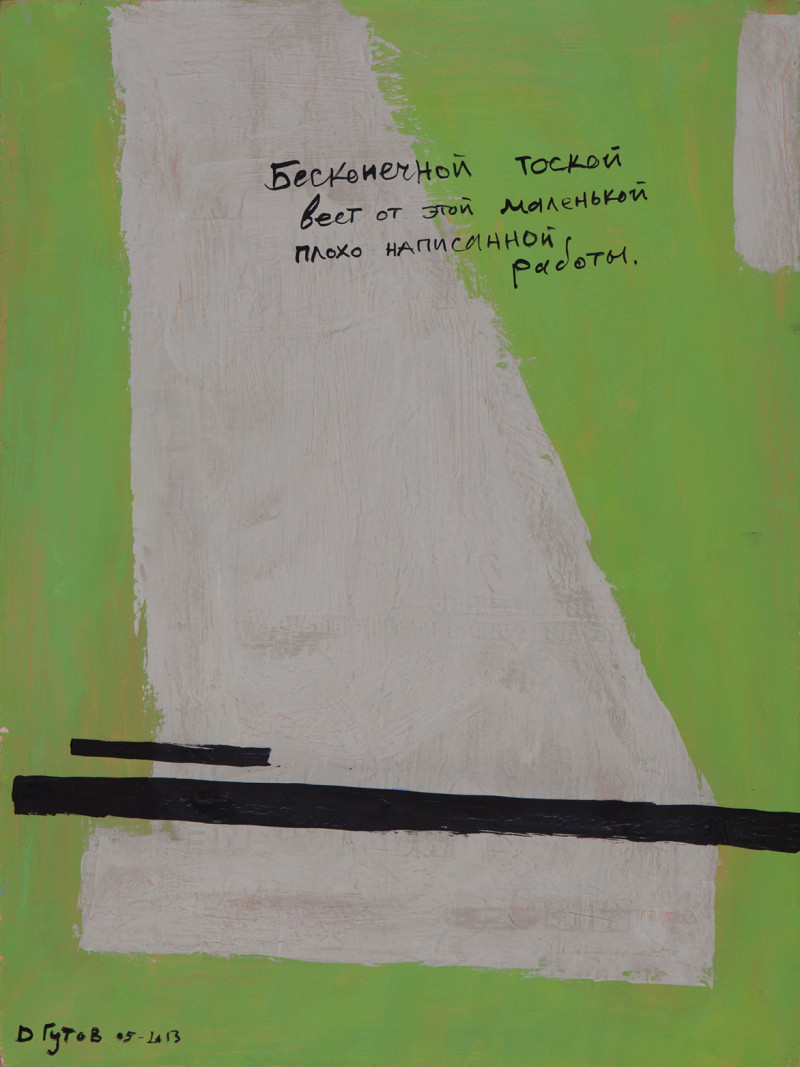 Бесконечной тоской
веет от этой маленькой
плохо написанной
работы.
Д Гутов 05-2013